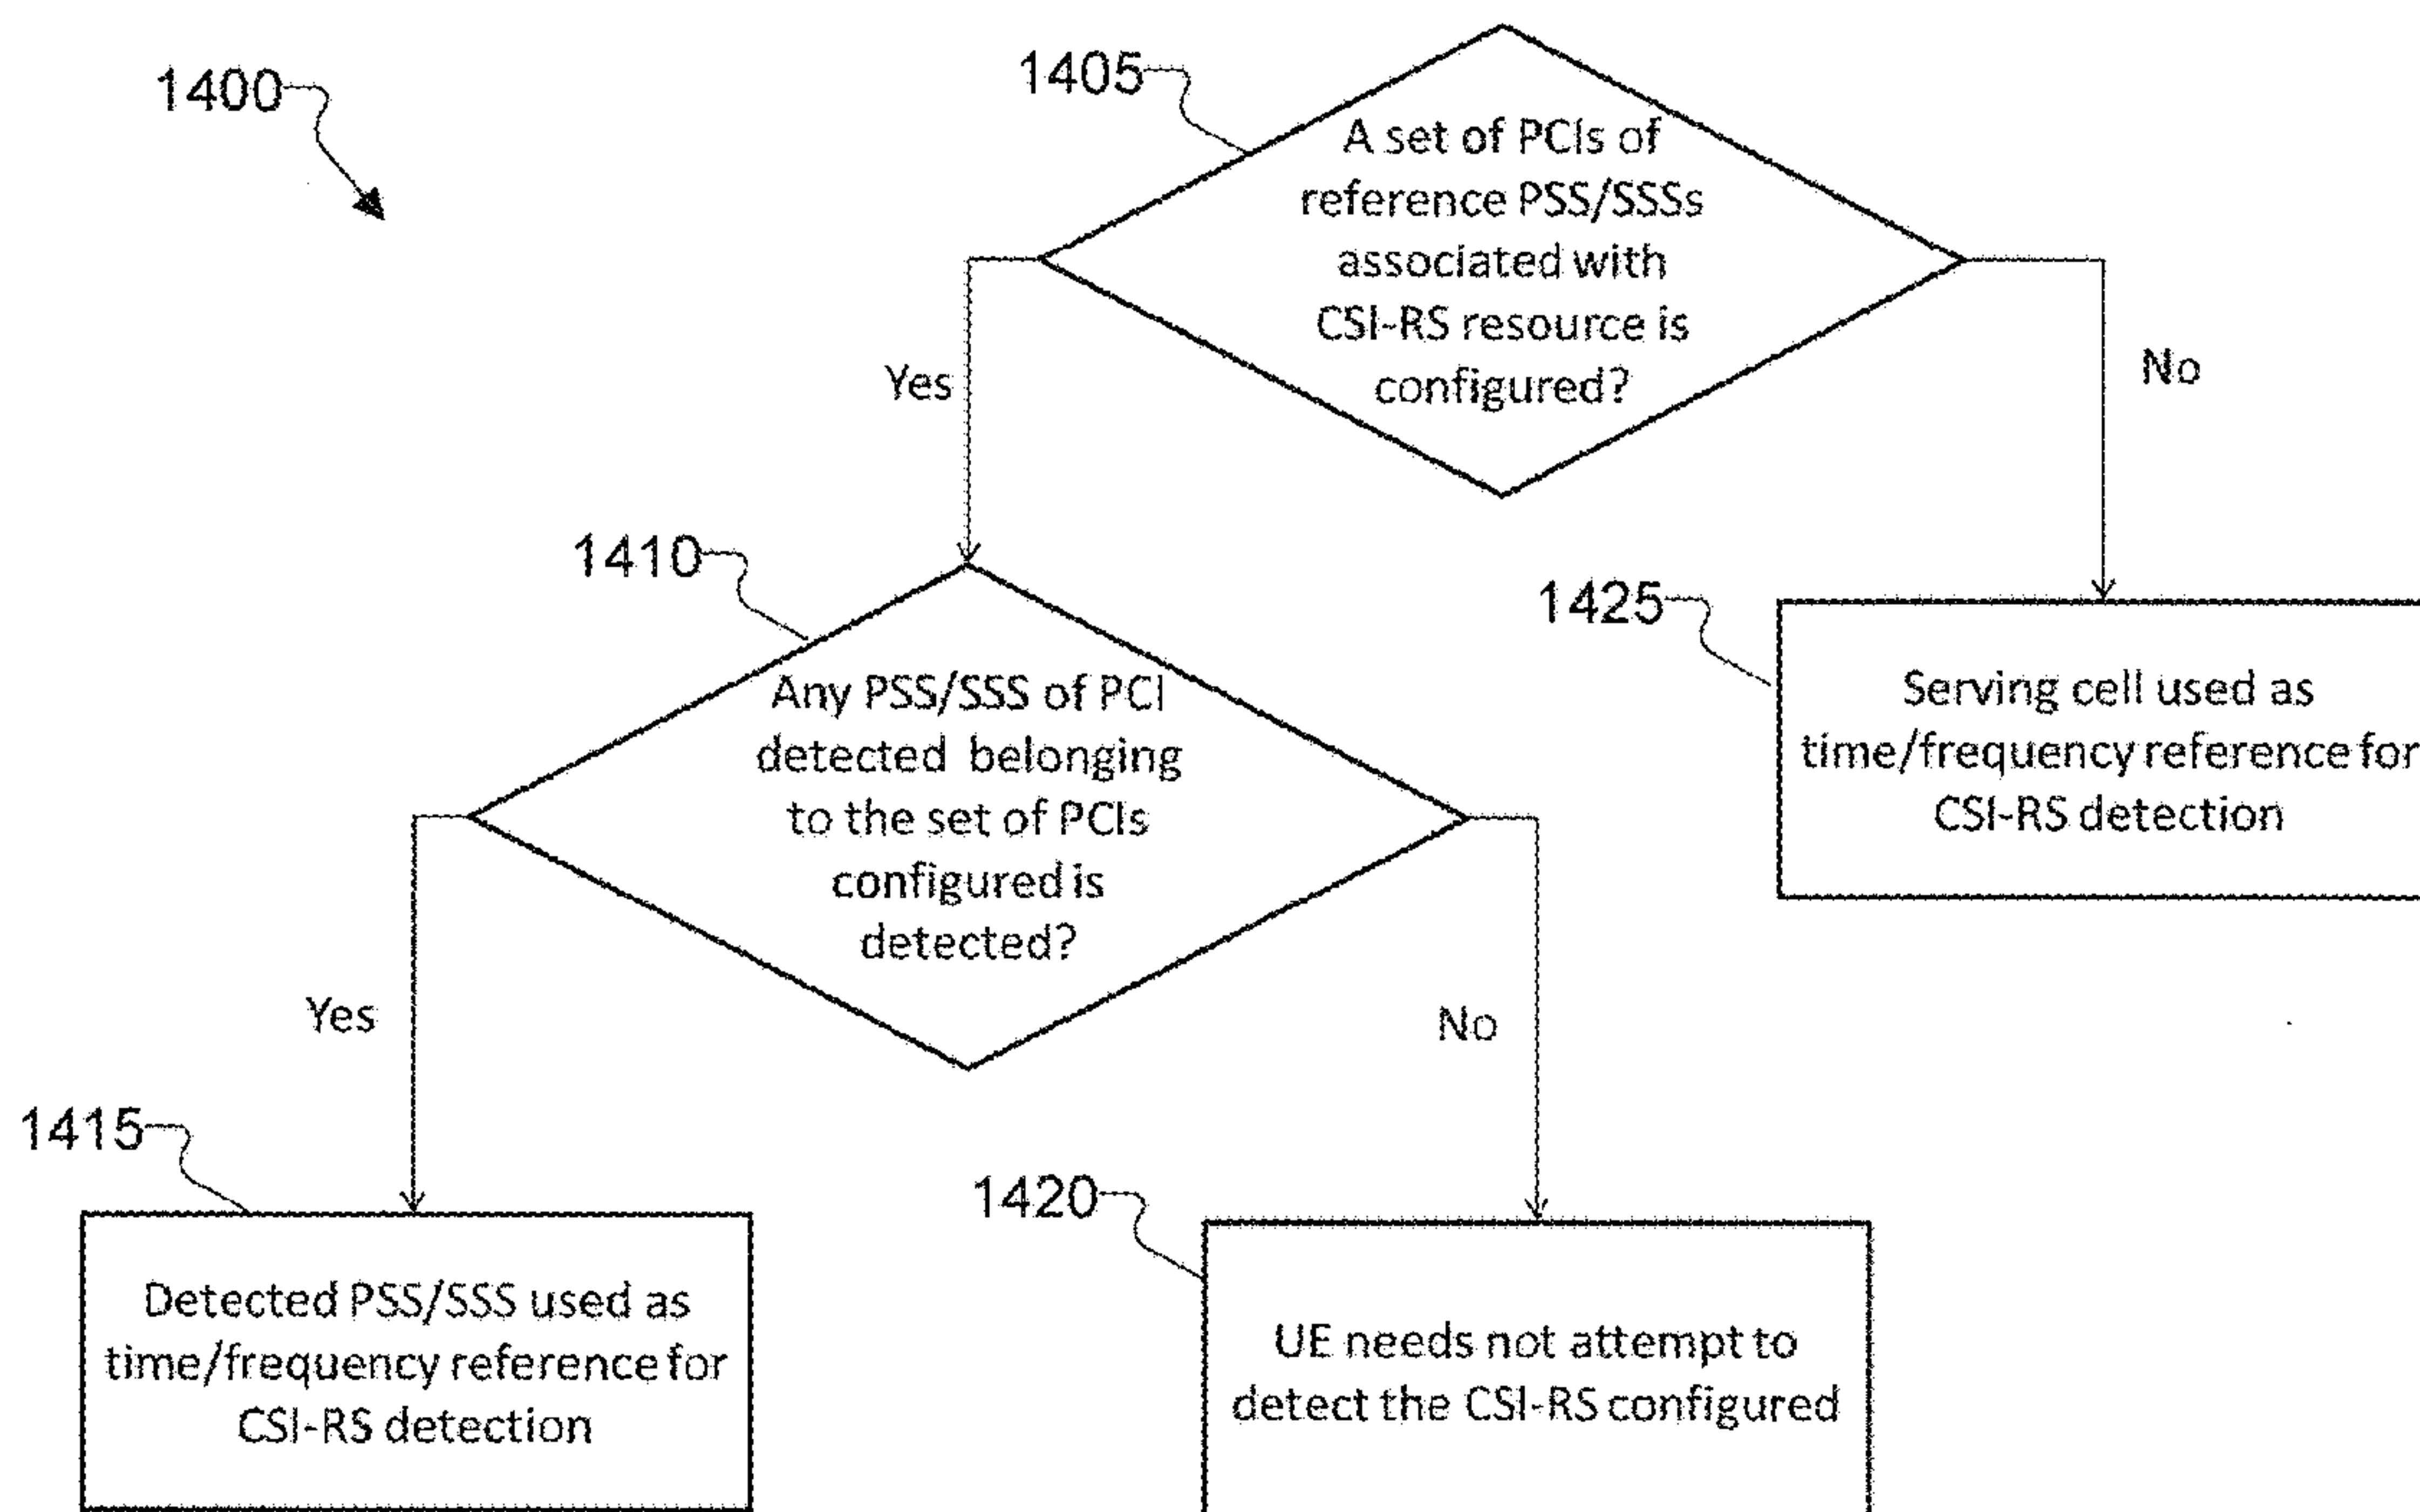 1400
1405
A set of PCIs of
reference PSS/SSSs
associated with
CSI-RS resource is
configured?
Yes
No
1410
Any PSS/SSS of PCI
detected belonging
to the set of PCIs
configured is
detected?
1425
Serving cell used as
time/frequency reference for
CSI-RS detection
Yes
No
1415
Detected PSS/SSS used as
time/frequency reference for
CSI-RS detection
1420
UE needs not attempt to
detect the CSI-RS configured